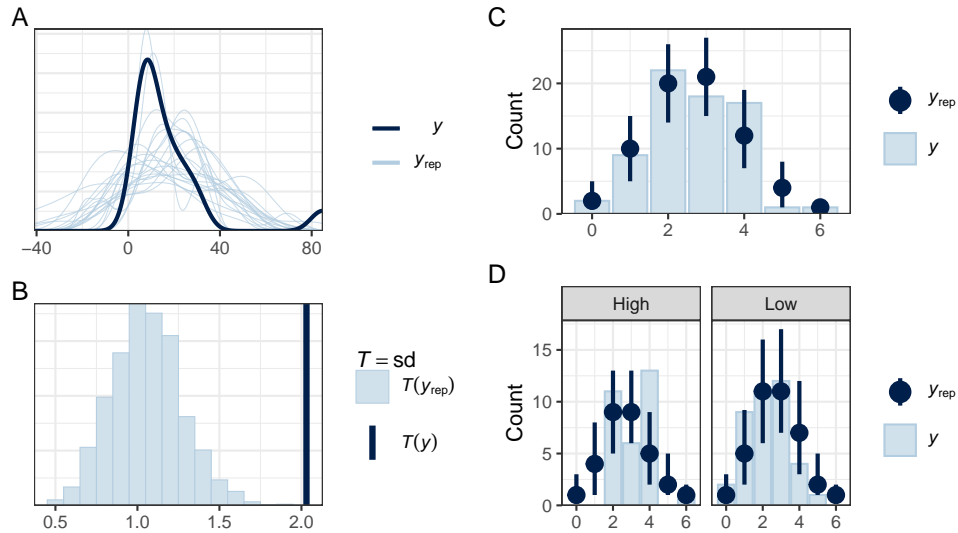 A
−40 0 40 80
y
yrep
B
0.5 1.0 1.5 2.0
T = sd
T(yrep)
T(y)
C
Count
0 10 20
0 2 4 6
yrep
y
D
High Low
Count
0 5 10 15
0 2 4 6 0 2 4 6
yrep
y